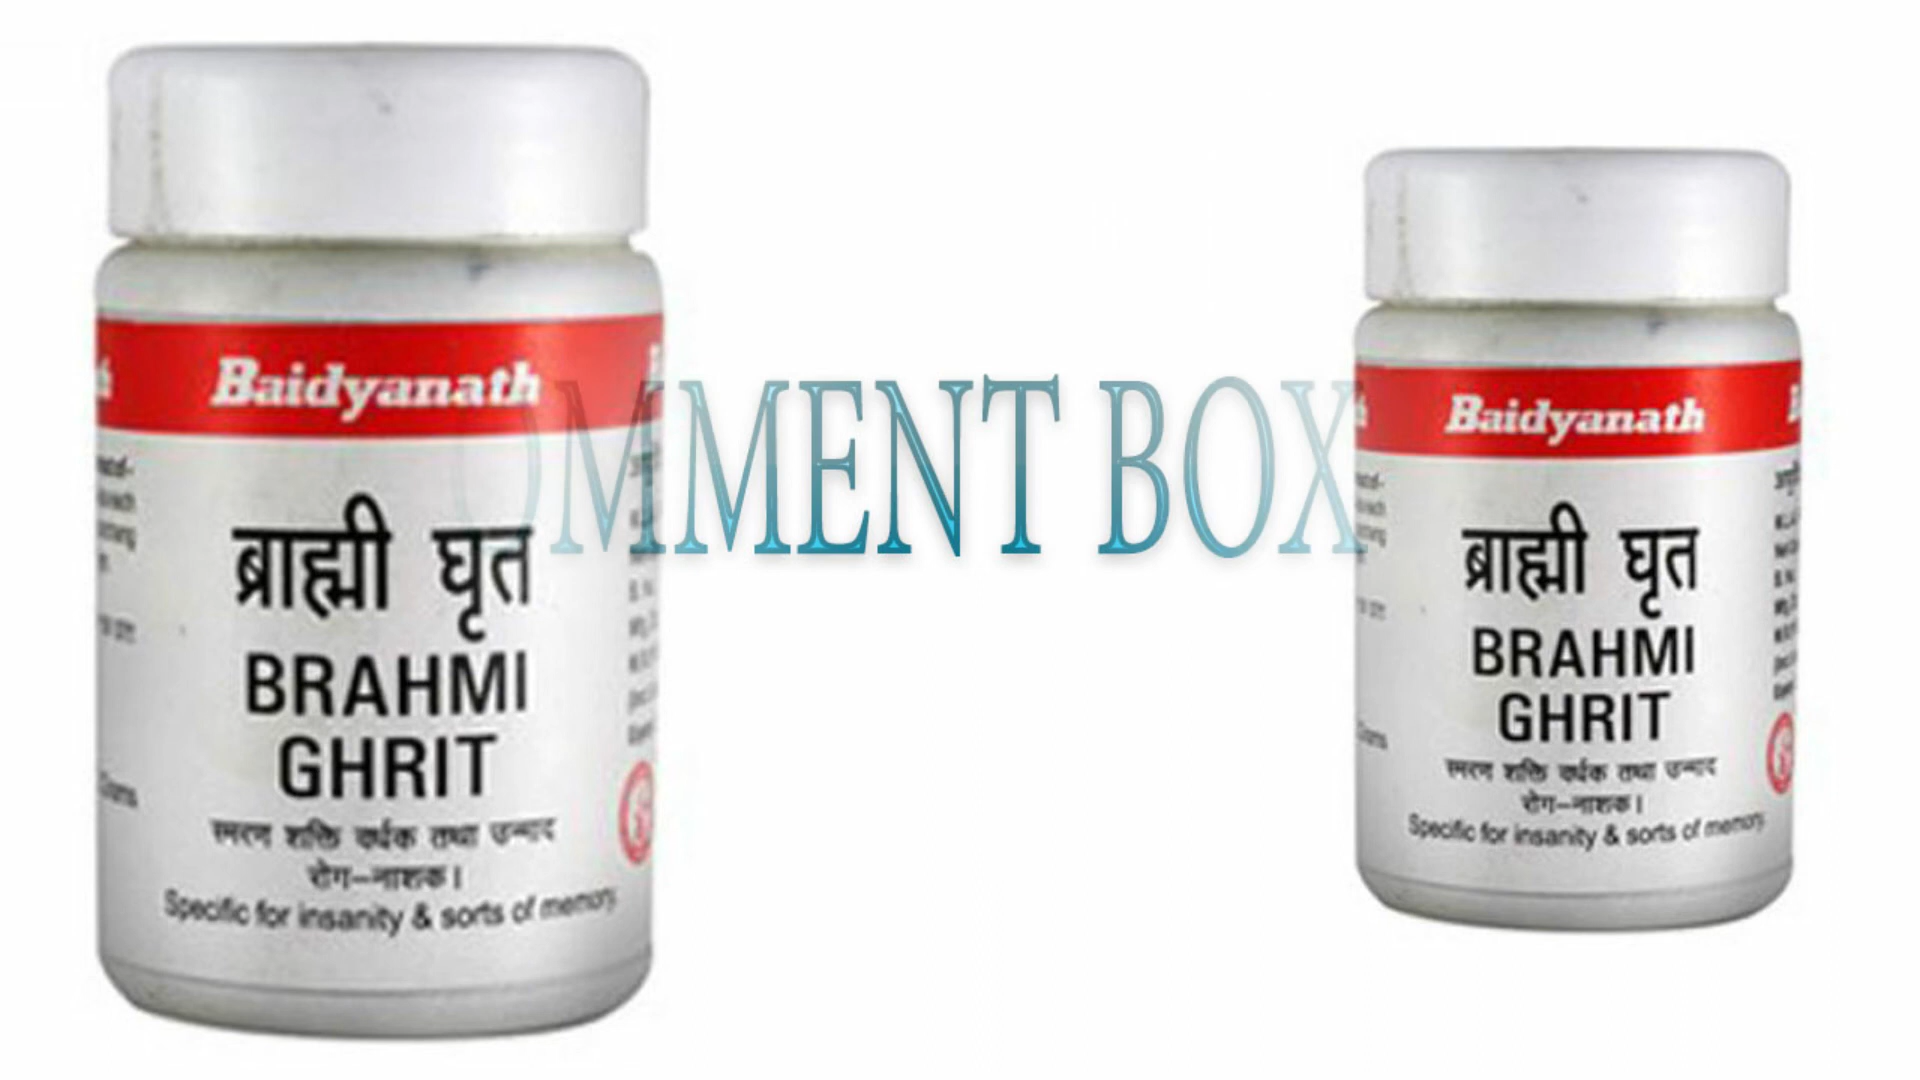 Baidyanath
ब्राह्मी घृत
BRAHMI
GHRIT
स्मरण शक्ति वर्धक तथा उन्माद
रोग-नाशक।
Specific for insanity & sorts of memory.
OMMENT BOX
Baidyanath
ब्राह्मी घृत
BRAHMI
GHRIT
स्मरण शक्ति वर्धक तथा उन्माद
रोग-नाशक।
Specific for insanity & sorts of memory.